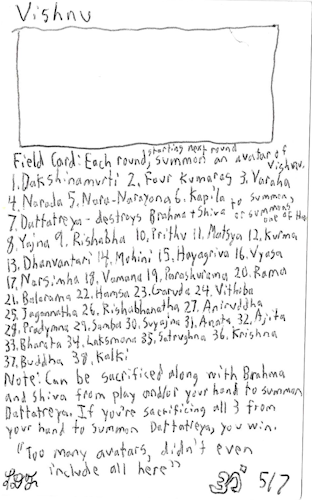 Vishnu
Field Card: Each round, starting next round, summon an avatar of Vishnu.
1. Dakshinamurti 2. Four Kumaras 3. Varaha
4. Narada 5. Nara-Narayana 6. Kapila
7. Dattatreya - destroys Brahma + Shiva to summon, or summons one of the
8. Yajna 9. Rishabha 10. Prithu 11. Matsya 12. Kurma
13. Dhanvantari 14. Mohini 15. Hayagriva 16. Vyasa
17. Narsimha 18. Vamana 19. Parashurama 20. Rama
21. Balarama 22. Hamsa 23. Garuda 24. Vithoba
25. Jagannatha 26. Rishabhanatha 27. Aniruddha
28. Pradymna 29. Samba 30. Suyajna 31. Anata 32. Ajita
33. Bharata 34. Laksmana 35. Satrughna 36. Krishna
37. Buddha 38. Kalki
Note: Can be sacrificed along with Brahma
and Shiva from play and/or your hand to summon
Dattatreya. If you're sacrificing all 3 from
your hand to summon Dattatreya, you win.
"Too many avatars, didn't even
include all here"
5/7